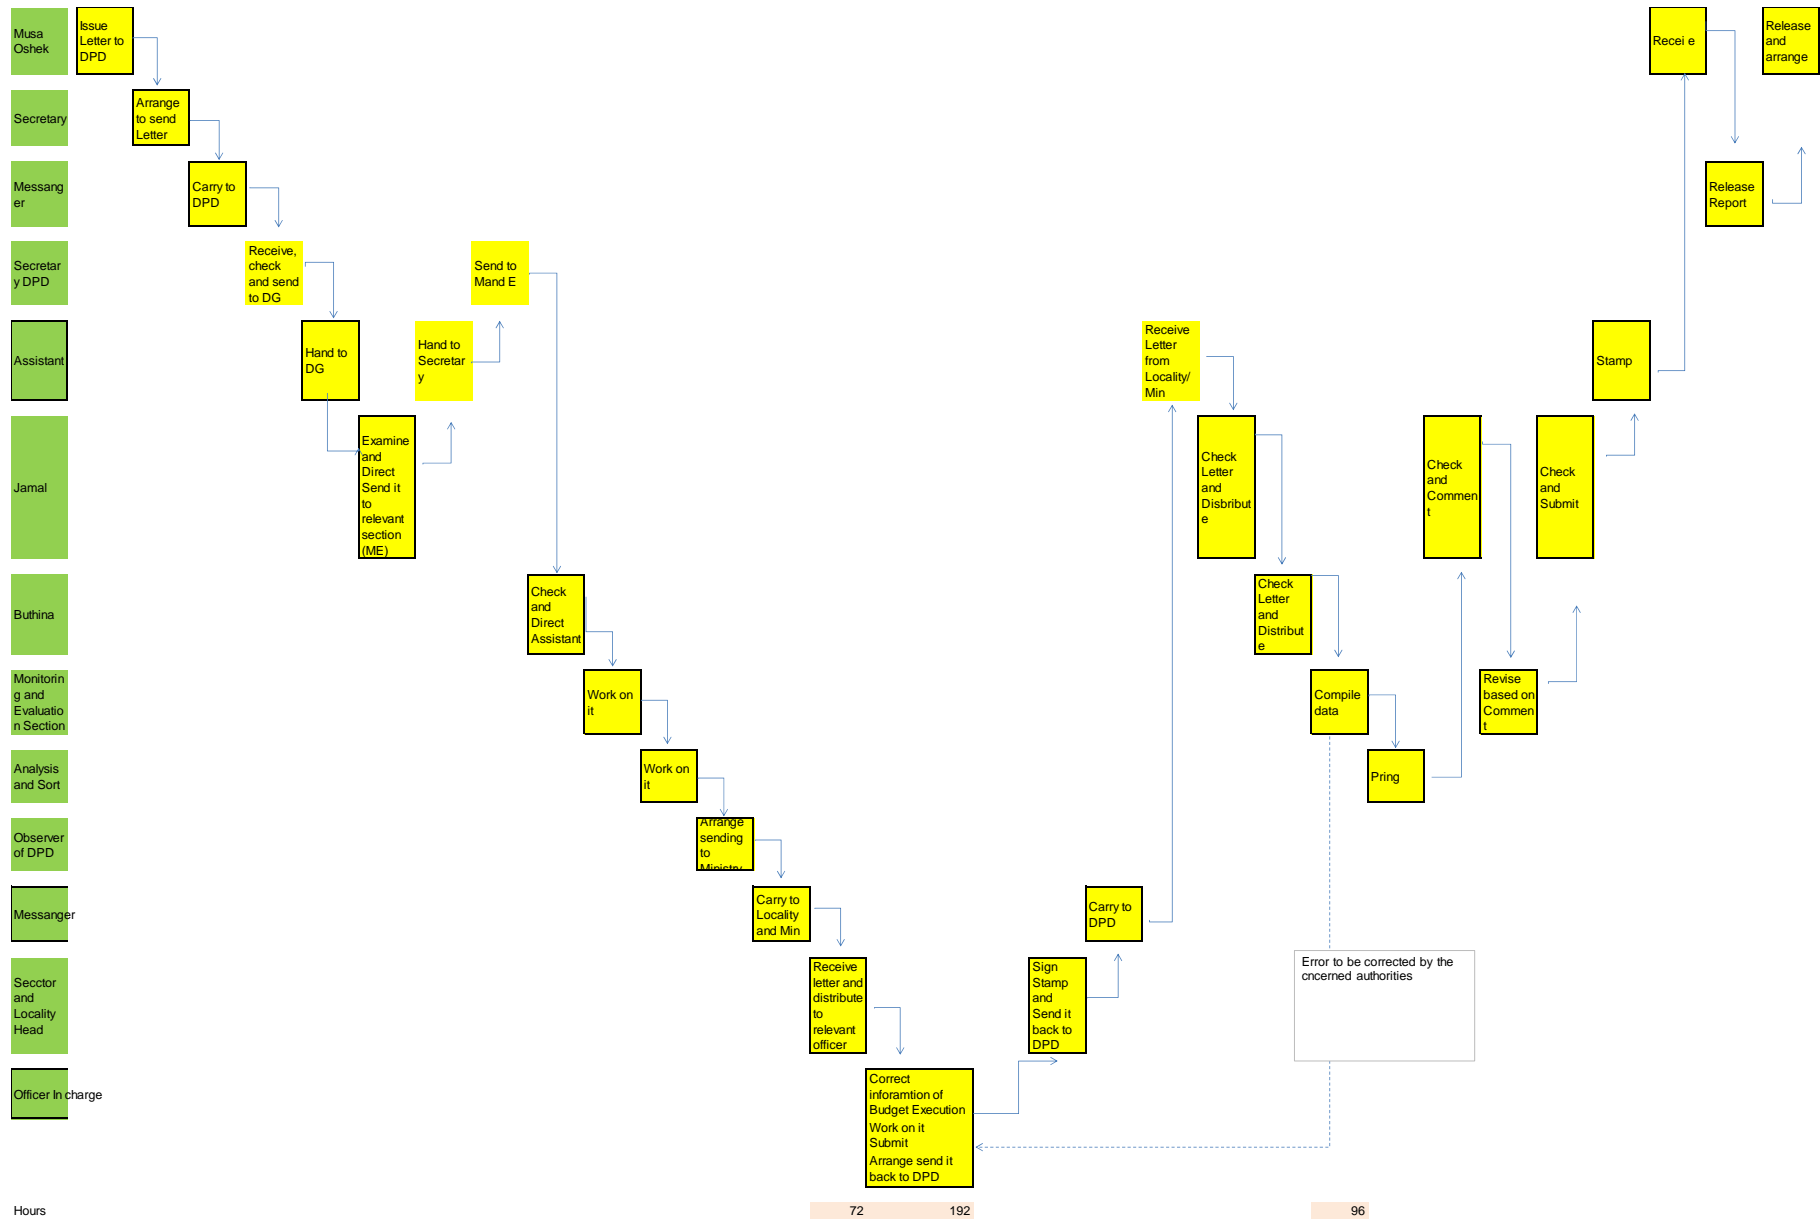 Musa
Oshek
Issue
Letter to
DPD
Recei e
Release
and
arrange
Secretary
Arrange
to send
Letter
Messang
er
Carry to
DPD
Release
Report
Secretar
y DPD
Receive,
check
and send
to DG
Send to
Mand E
Assistant
Hand to
DG
Hand to
Secretar
y
Receive
Letter
from
Locality/
Min
Stamp
Jamal
Examine
and
Direct
Send it
to
relevant
section
(ME)
Check
Letter
and
Disbribut
e
Check
and
Commen
t
Check
and
Submit
Buthina
Check
and
Direct
Assistant
Check
Letter
and
Distribut
e
Monitorin
g and
Evaluatio
n Section
Work on
it
Compile
data
Revise
based on
Commen
t
Analysis
and Sort
Work on
it
Pring
Observer
of DPD
Arrange
sending
to
Ministry
Messanger
Carry to
Locality
and Min
Carry to
DPD
Secctor
and
Locality
Head
Receive
letter and
distribute
to
relevant
officer
Sign
Stamp
and
Send it
back to
DPD
Error to be corrected by the
cncerned authorities
Officer In charge
Correct
inforamtion of
Budget Execution
Work on it
Submit
Arrange send it
back to DPD
Hours
72
192
96